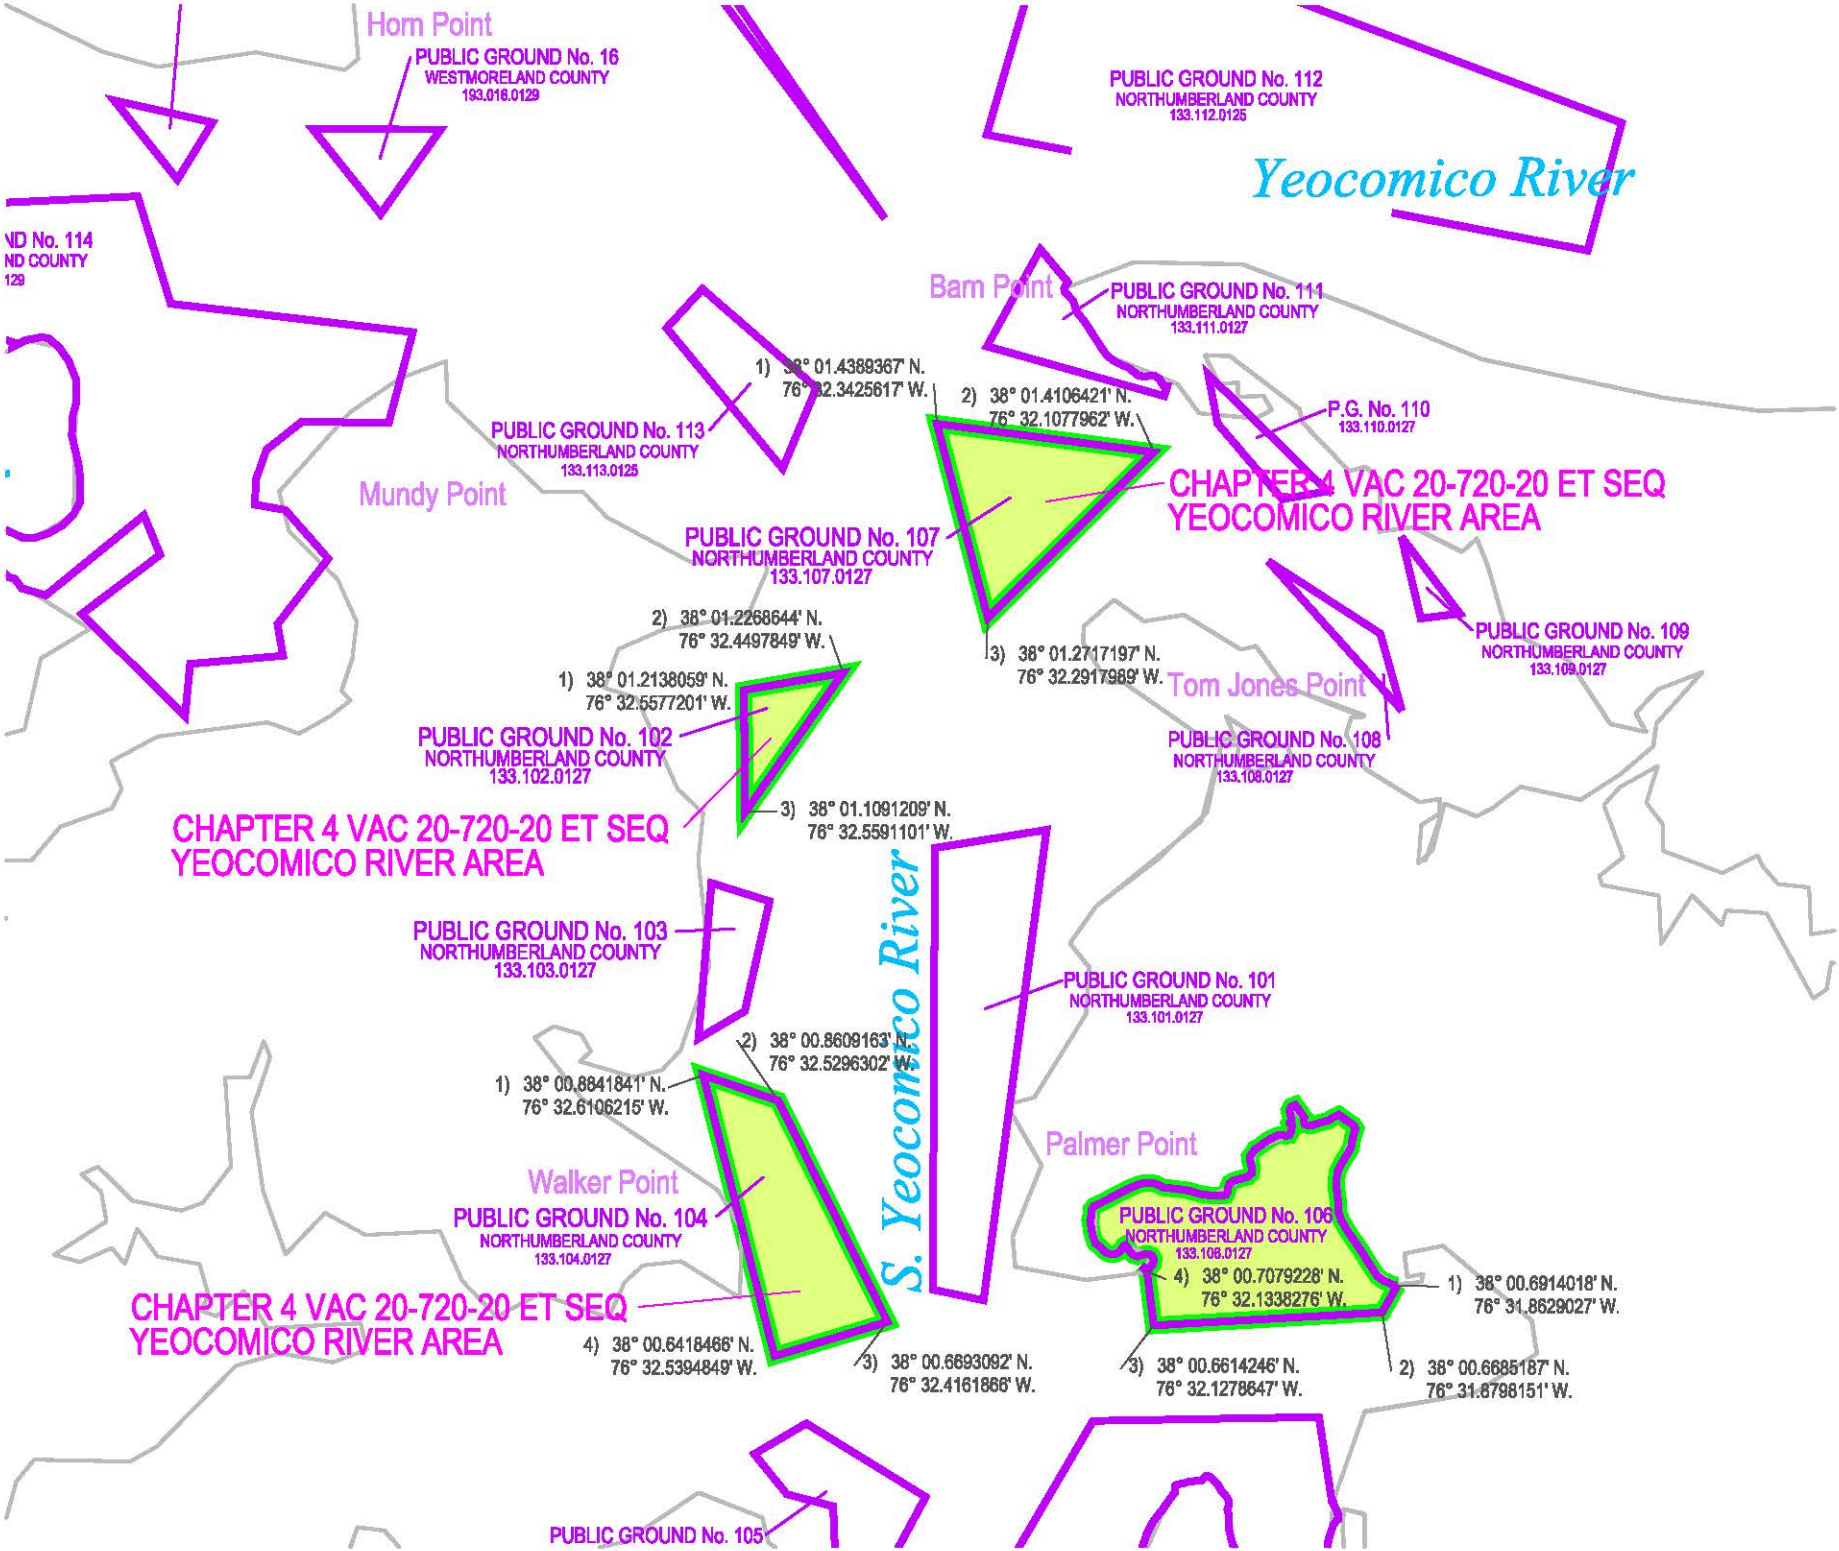 Horn Point
PUBLIC GROUND No. 16
WESTMORELAND COUNTY
193.016.0129
PUBLIC GROUND No. 112
NORTHUMBERLAND COUNTY
133.112.0125
Yeocomico River
ND No. 114
ND COUNTY
129
Barn Point
PUBLIC GROUND No. 111
NORTHUMBERLAND COUNTY
133.111.0127
1) 38° 01.4389367' N.
76° 32.3425617' W.
2) 38° 01.4106421' N.
76° 32.1077962' W.
P.G. No. 110
133.110.0127
PUBLIC GROUND No. 113
NORTHUMBERLAND COUNTY
133.113.0125
Mundy Point
CHAPTER 4 VAC 20-720-20 ET SEQ
YEOCOMICO RIVER AREA
PUBLIC GROUND No. 107
NORTHUMBERLAND COUNTY
133.107.0127
2) 38° 01.2268644' N.
76° 32.4497849' W.
3) 38° 01.2717197' N.
76° 32.2917989' W.
PUBLIC GROUND No. 109
NORTHUMBERLAND COUNTY
133.109.0127
1) 38° 01.2138059' N.
76° 32.5577201' W.
Tom Jones Point
PUBLIC GROUND No. 102
NORTHUMBERLAND COUNTY
133.102.0127
PUBLIC GROUND No. 108
NORTHUMBERLAND COUNTY
133.108.0127
3) 38° 01.1091209' N.
76° 32.5591101' W.
CHAPTER 4 VAC 20-720-20 ET SEQ
YEOCOMICO RIVER AREA
S. Yeocomico River
PUBLIC GROUND No. 103
NORTHUMBERLAND COUNTY
133.103.0127
PUBLIC GROUND No. 101
NORTHUMBERLAND COUNTY
133.101.0127
2) 38° 00.8609163' N.
76° 32.5296302' W.
1) 38° 00.8841841' N.
76° 32.6106215' W.
Palmer Point
Walker Point
PUBLIC GROUND No. 104
NORTHUMBERLAND COUNTY
133.104.0127
PUBLIC GROUND No. 106
NORTHUMBERLAND COUNTY
133.106.0127
4) 38° 00.7079228' N.
76° 32.1338276' W.
1) 38° 00.6914018' N.
76° 31.8629027' W.
CHAPTER 4 VAC 20-720-20 ET SEQ
YEOCOMICO RIVER AREA
4) 38° 00.6418466' N.
76° 32.5394849' W.
3) 38° 00.6693092' N.
76° 32.4161866' W.
3) 38° 00.6614246' N.
76° 32.1278647' W.
2) 38° 00.6685187' N.
76° 31.8798151' W.
PUBLIC GROUND No. 105